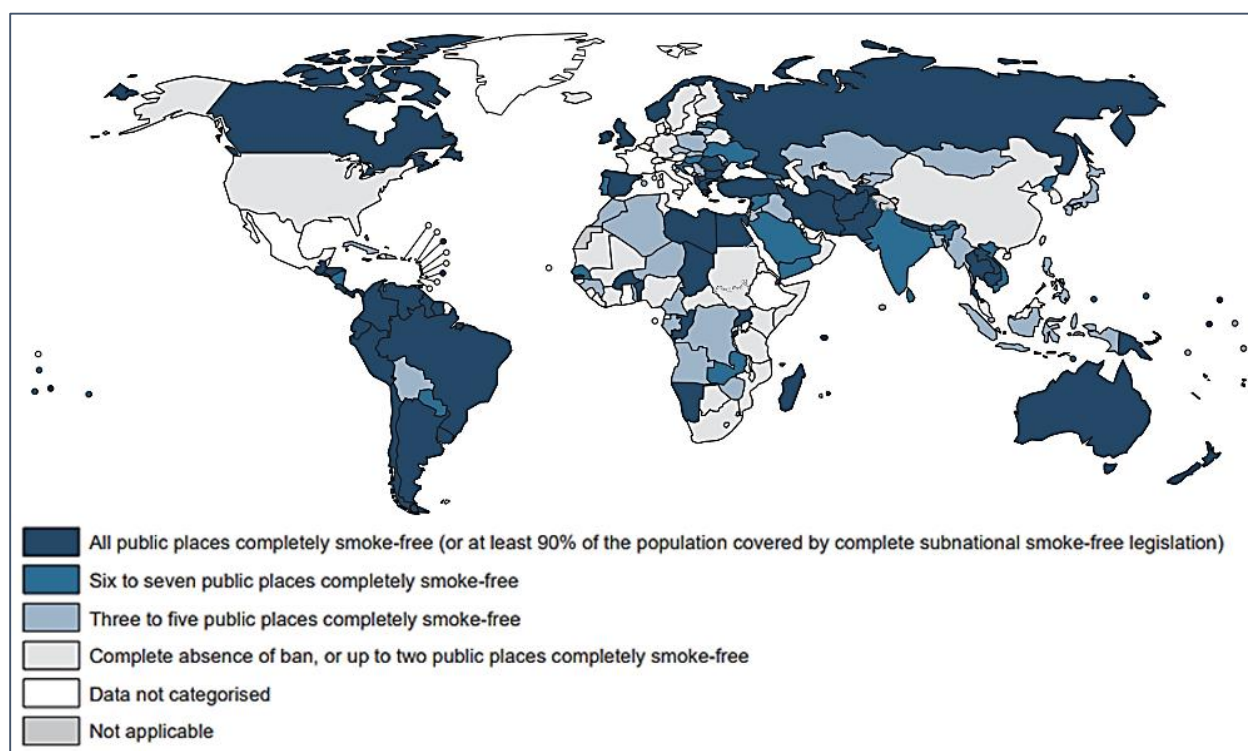 All public places completely smoke-free (or at least 90% of the population covered by complete subnational smoke-free legislation)
Six to seven public places completely smoke-free
Three to five public places completely smoke-free
Complete absence of ban, or up to two public places completely smoke-free
Data not categorised
Not applicable